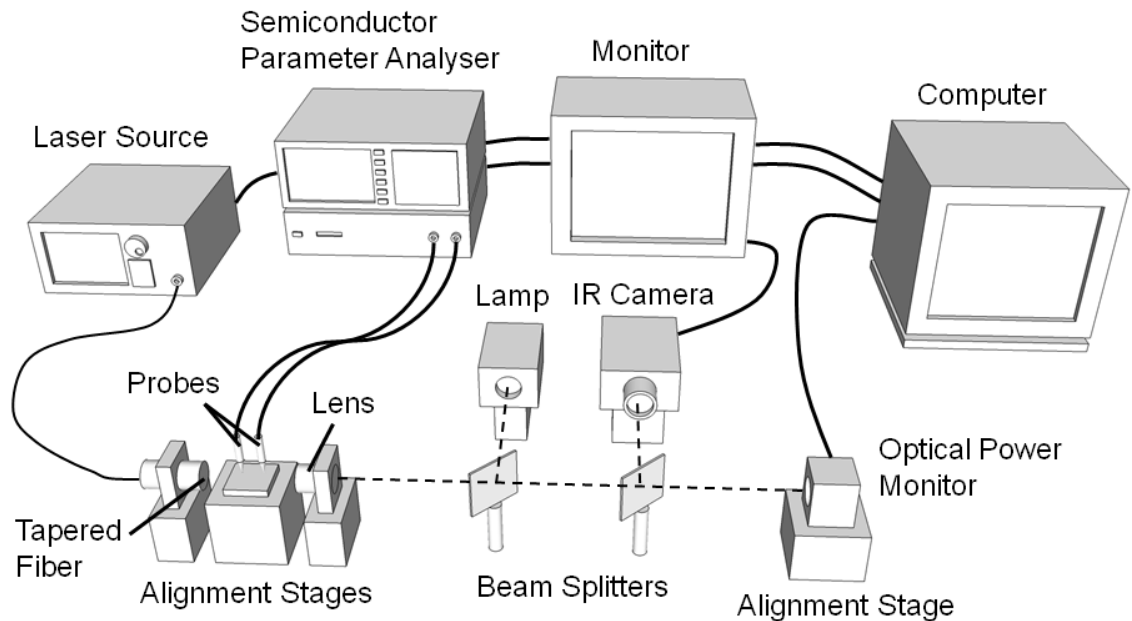 Semiconductor
Parameter Analyser
Monitor
Computer
Laser Source
Lamp
IR Camera
Probes
Lens
Optical Power
Monitor
Tapered
Fiber
Alignment Stages
Beam Splitters
Alignment Stage